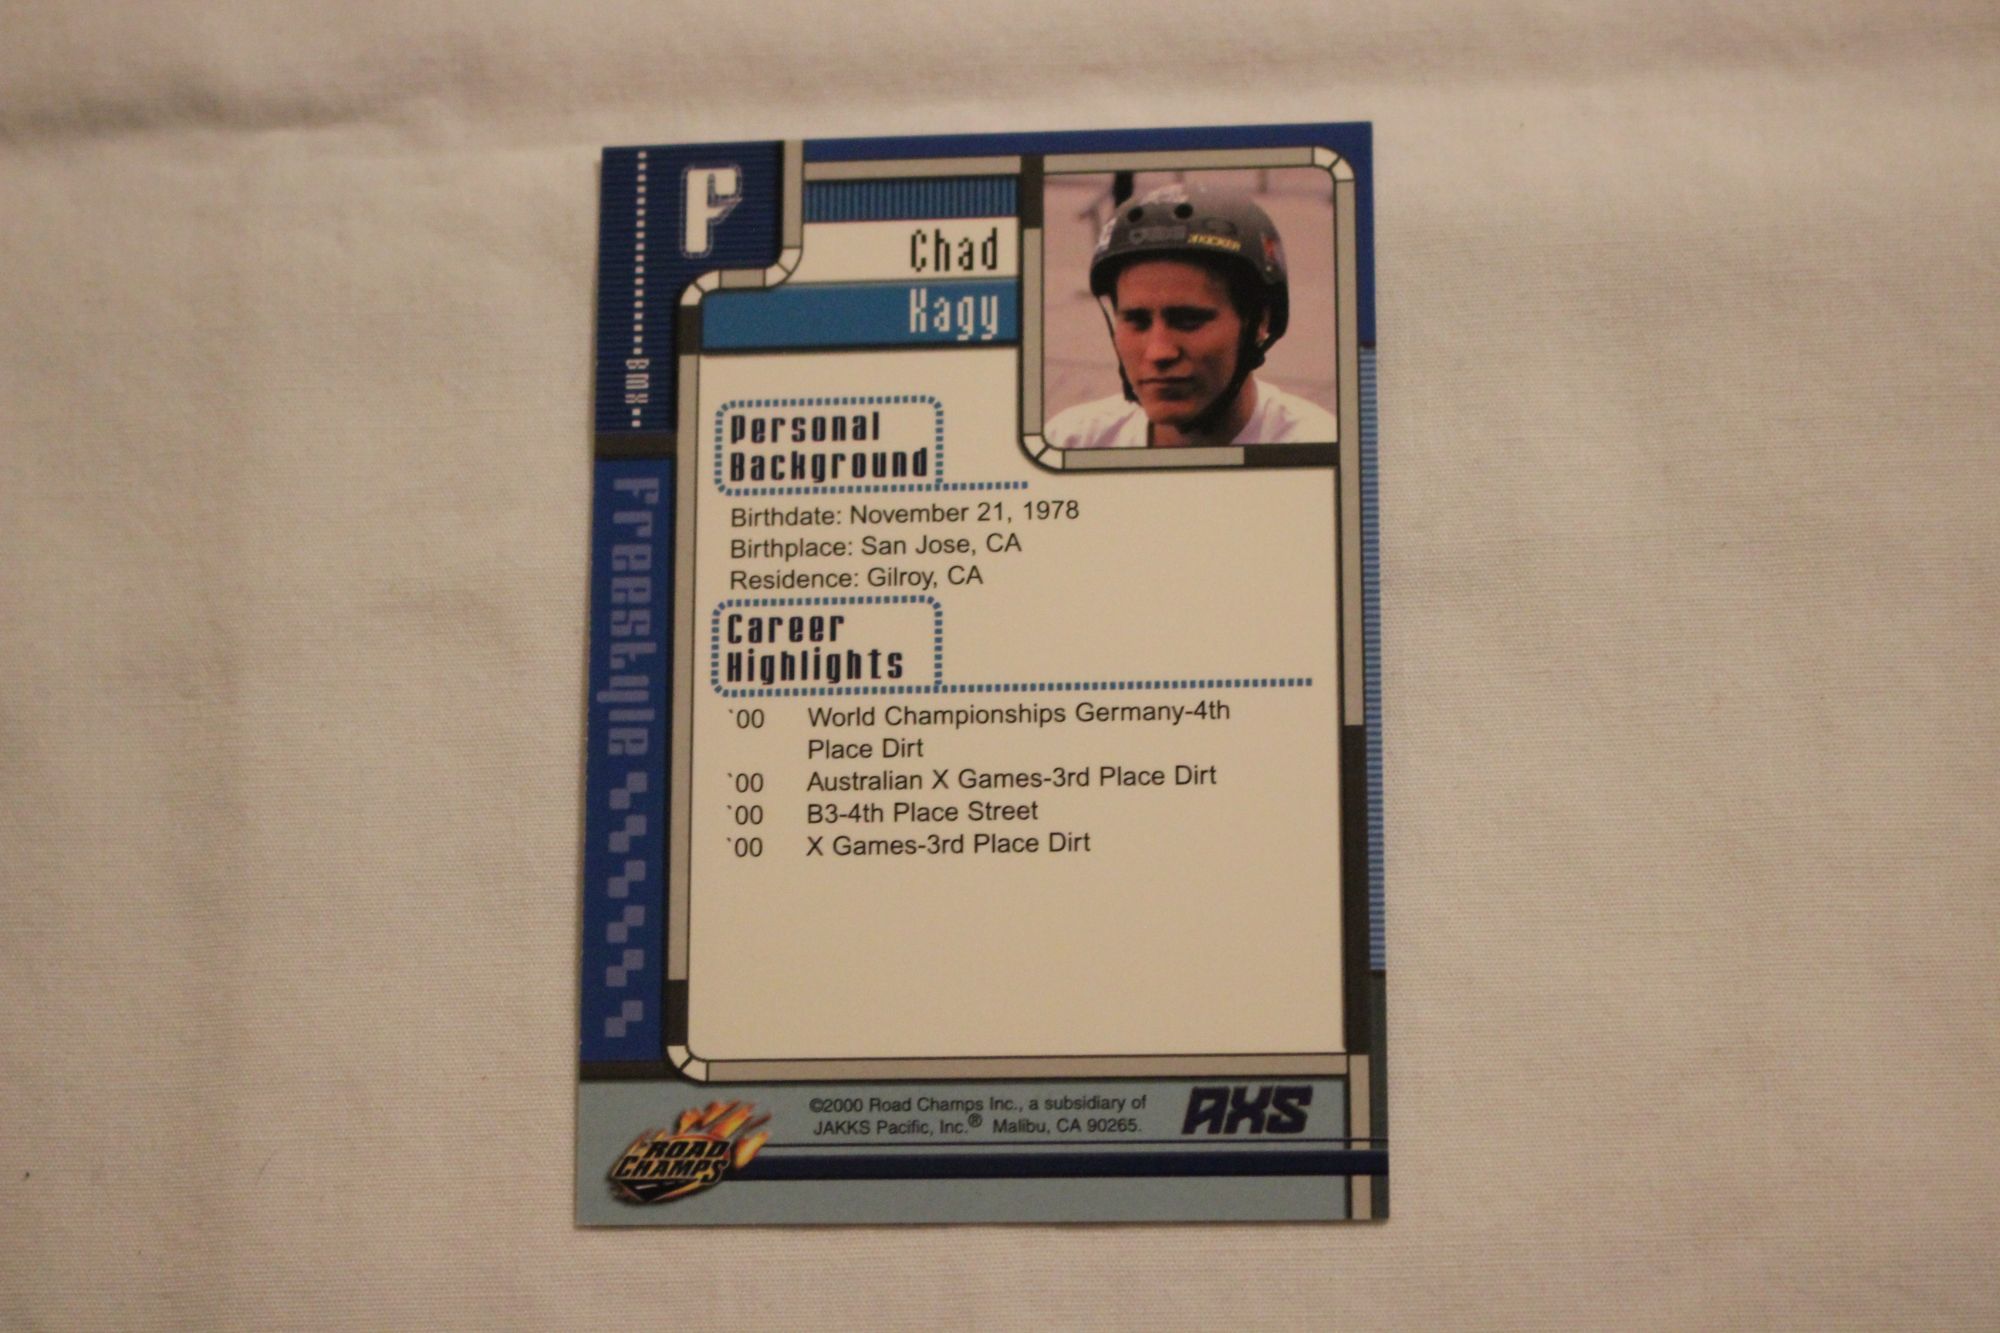 F
Chad
Kagy
KICKER
BMX
Freestyle
Personal
Background
Birthdate: November 21, 1978
Birthplace: San Jose, CA
Residence: Gilroy, CA
Career
Highlights
`00 World Championships Germany-4th
Place Dirt
`00 Australian X Games-3rd Place Dirt
`00 B3-4th Place Street
`00 X Games-3rd Place Dirt
©2000 Road Champs Inc., a subsidiary of
JAKKS Pacific, Inc.® Malibu, CA 90265.
AXS
ROAD
CHAMPS